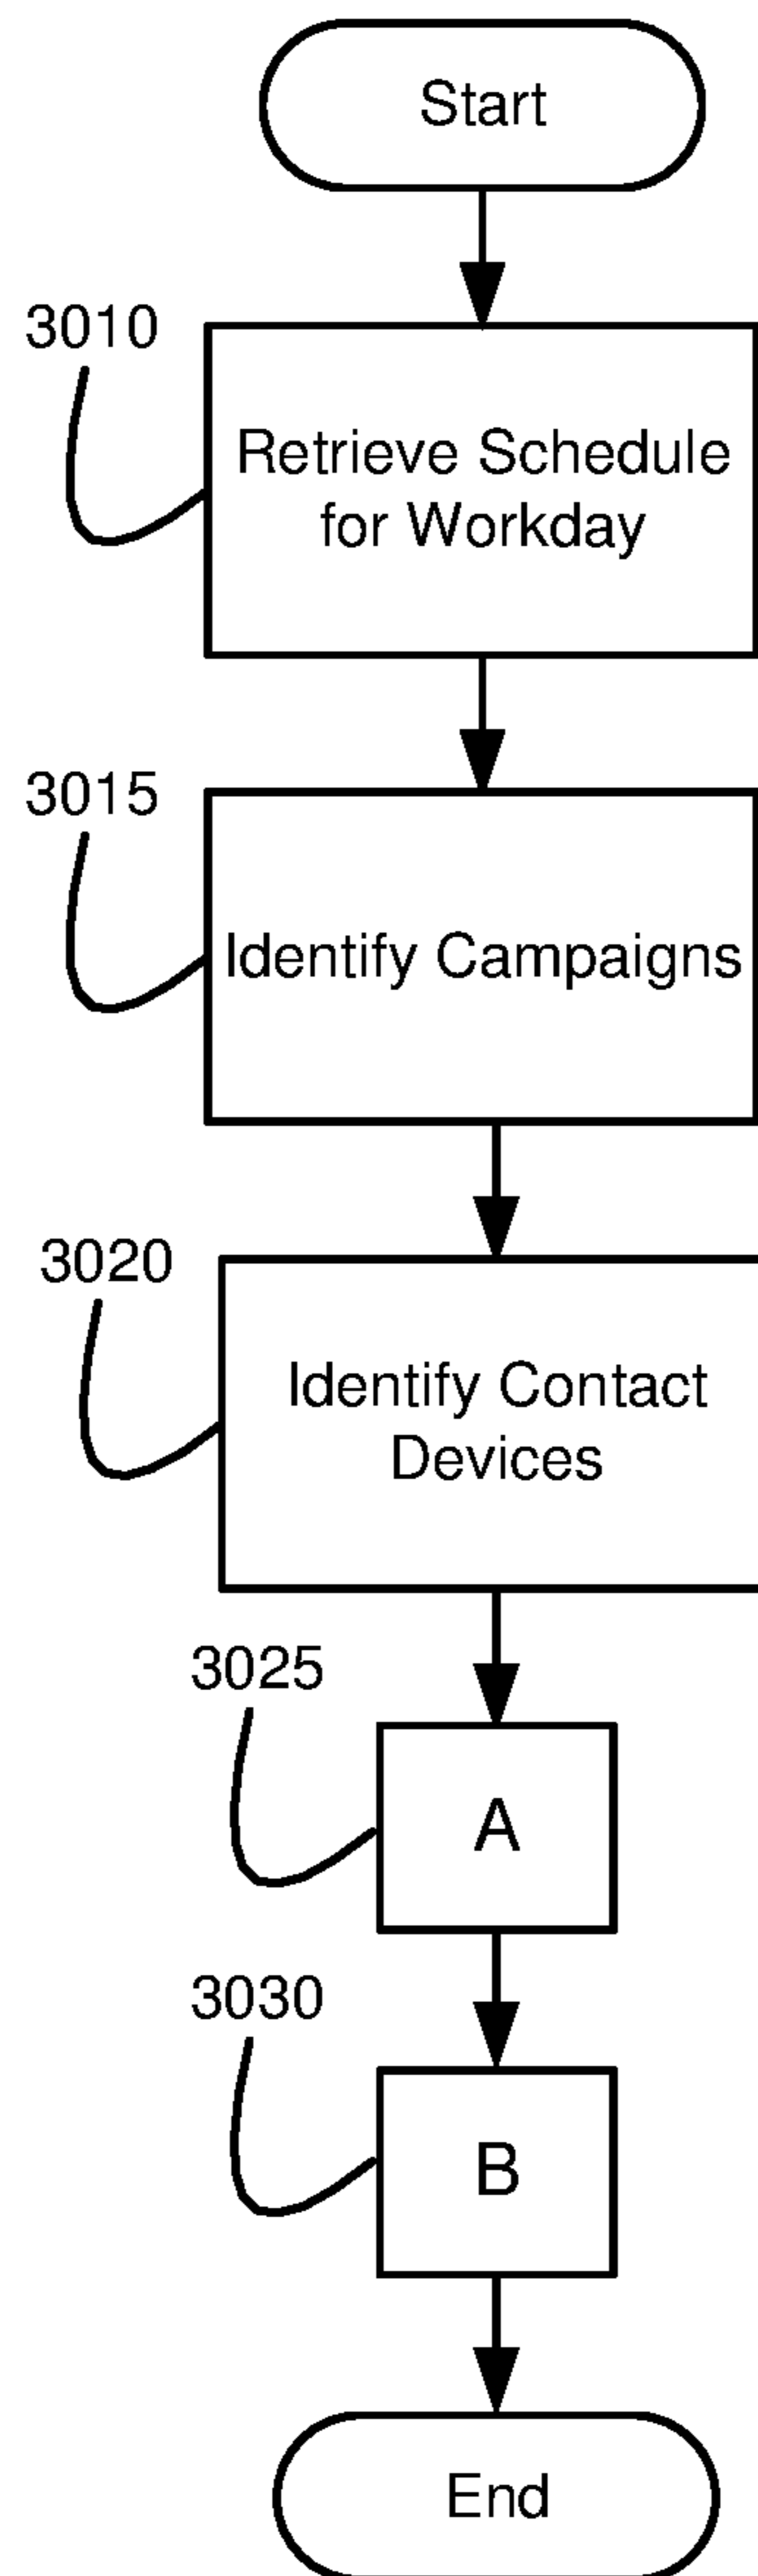 Start
3010
Retrieve Schedule
for Workday
3015
Identify Campaigns
3020
Identify Contact
Devices
3025
A
3030
B
End